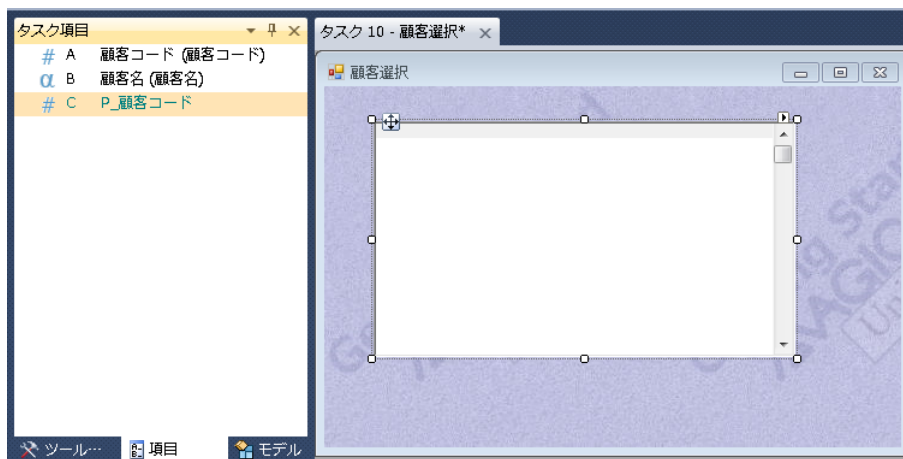 タスク項目
# A 顧客コード (顧客コード)
α B 顧客名 (顧客名)
# C P_顧客コード
ツール…
項目
モデル
タスク 10 - 顧客選択*
顧客選択